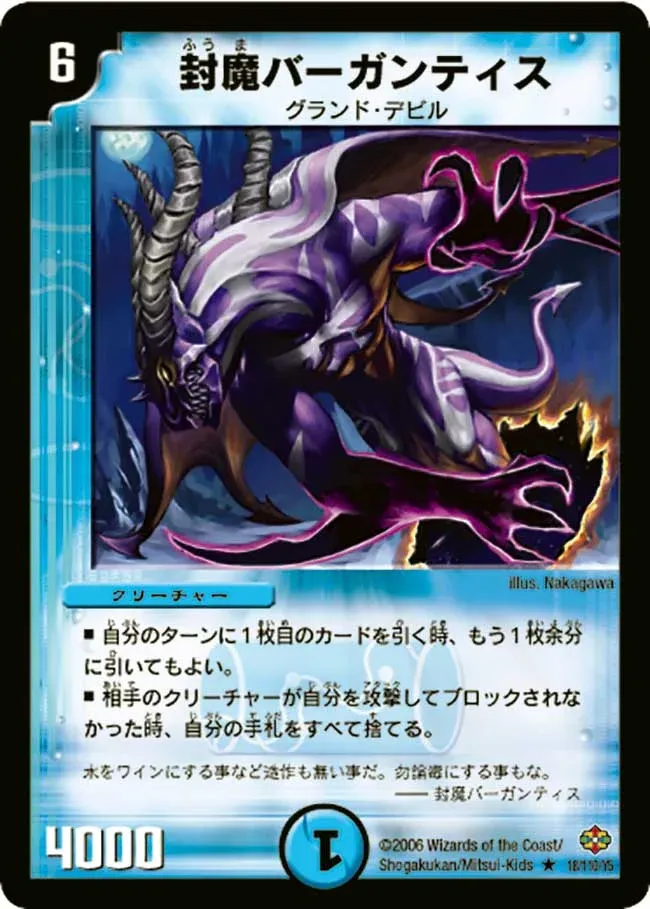 6
ふうま
封魔バーガンティス
グランド・デビル
illus. Nakagawa
クリーチャー
■ 自分のターンに1枚目のカードを引く時、もう1枚余分
に引いてもよい。
■ 相手のクリーチャーが自分を攻撃してブロックされな
かった時、自分の手札をすべて捨てる。
水をワインにする事など造作も無い事だ。勿論毒にする事もな。
―― 封魔バーガンティス
4000
1
©2006 Wizards of the Coast/
Shogakukan/Mitsui-Kids ★ 18/110